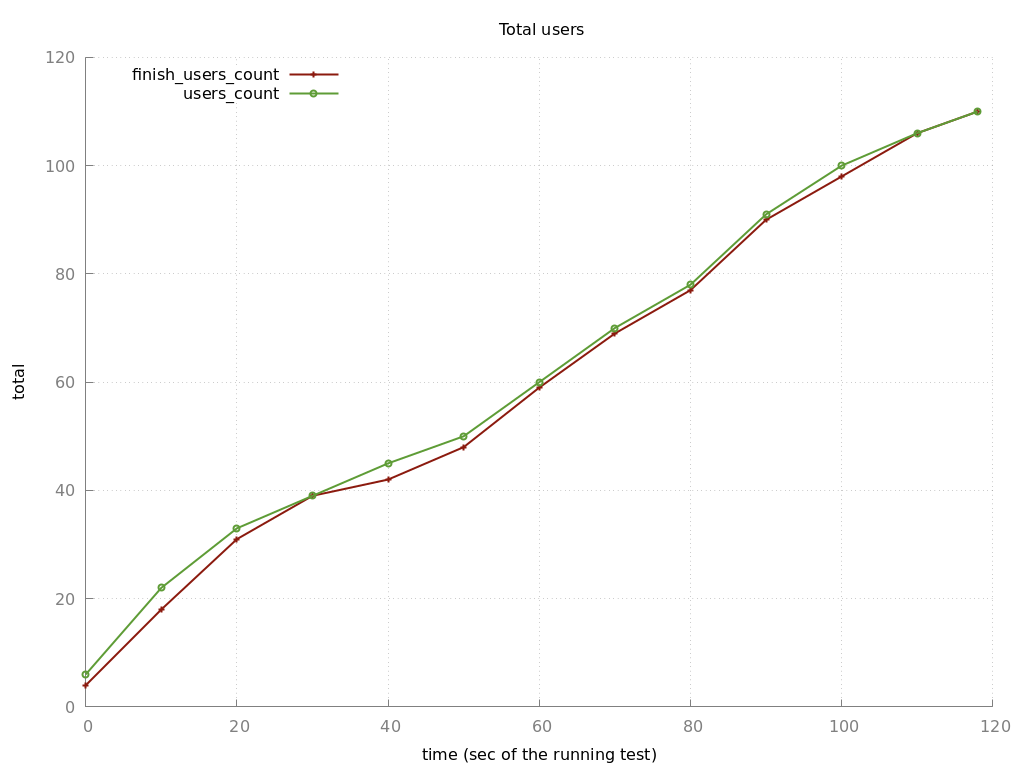 Total users
finish_users_count
users_count
120
100
80
60
40
20
0
0 20 40 60 80 100 120
total
time (sec of the running test)